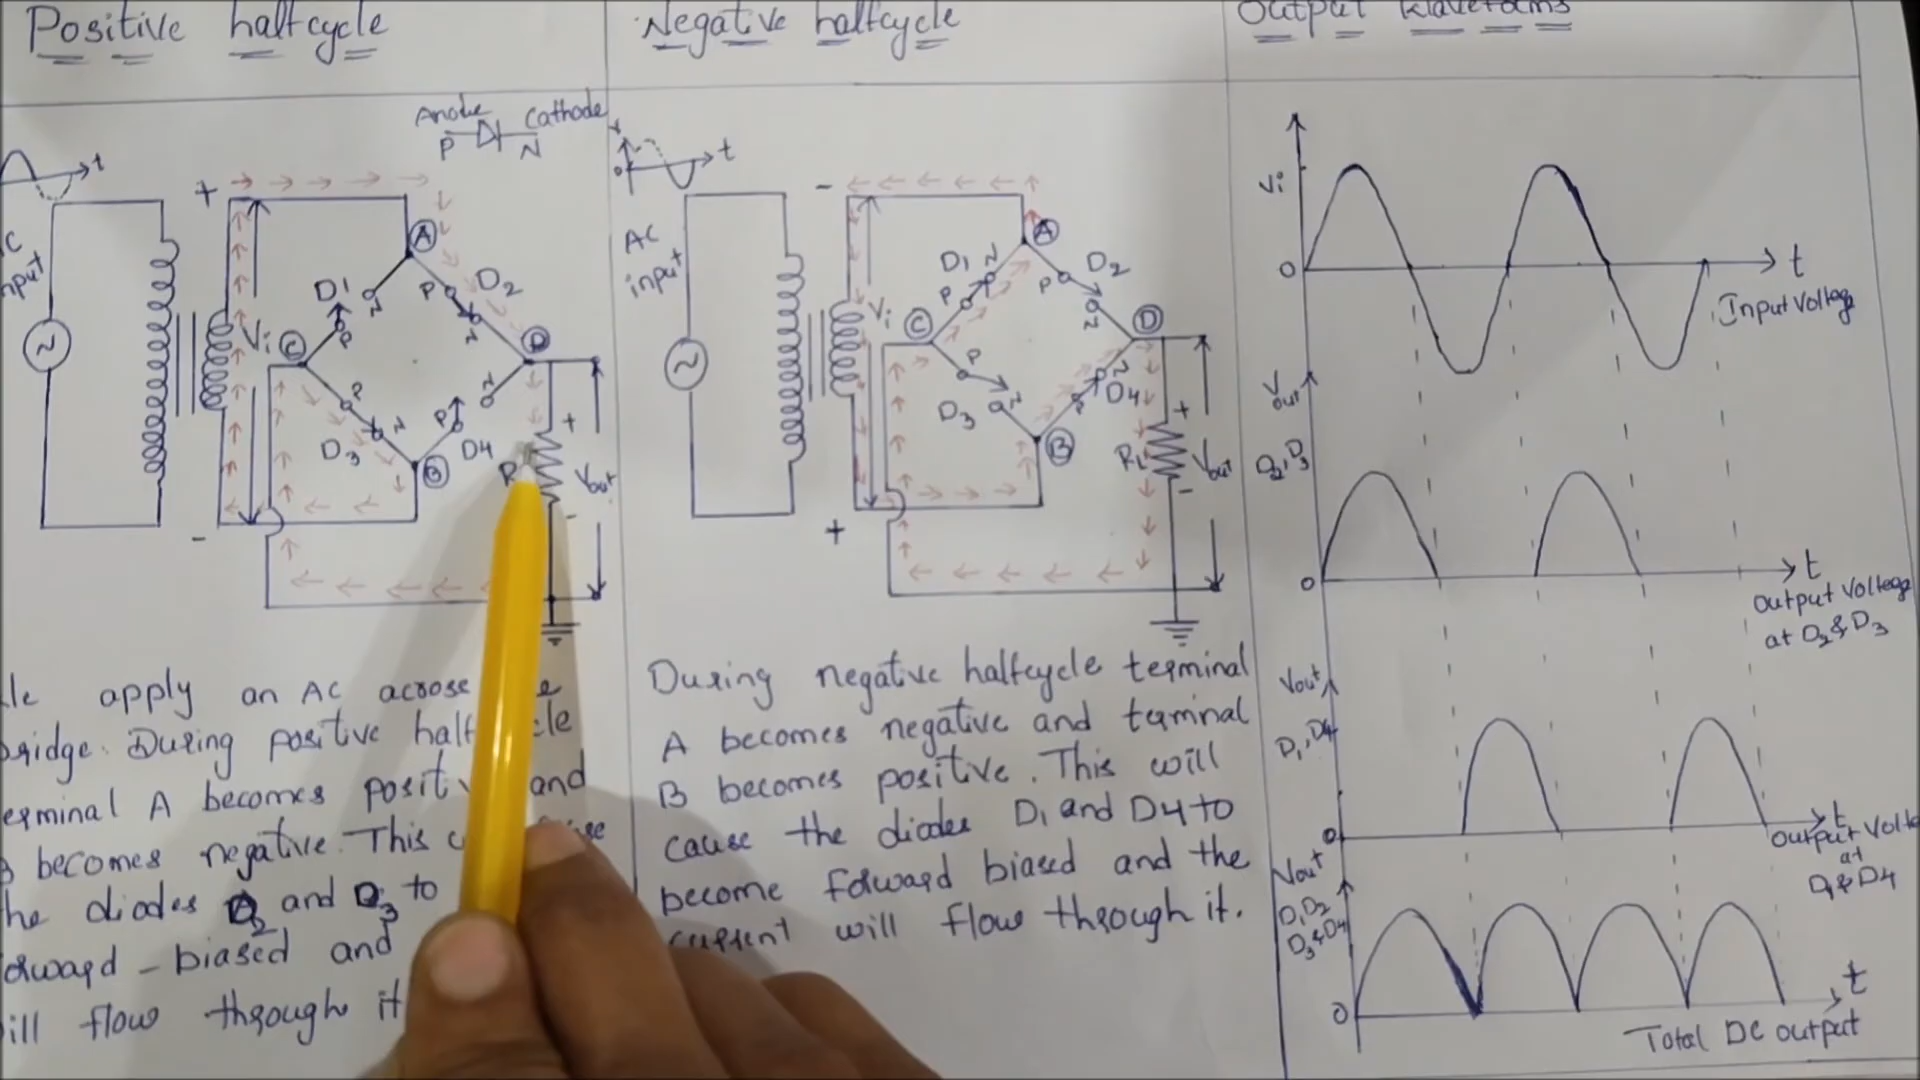 Positive halfcycle
Negative halfcycle
Output Waveforms
Anode Cathode
P N
t
+
-
Input
Vi
A
B
C
D
D1
D2
D3
D4
P
N
P
N
P
N
P
N
+
-
Vout
t
0
AC
input
-
+
Vi
A
B
C
D
D1
D2
D3
D4
P
N
P
N
P
N
P
N
RL
+
-
Vout
Vi
0
t
Input Voltag
Vout
D2, D3
0
t
Output Voltage
at D2 & D3
Vout
D1, D4
0
t
Output Volt
at
D1 & D4
Vout
D1 D2
D3 & D4
0
t
Total DC output
apply an AC across
bridge. During positive half
terminal A becomes positiv and
B becomes negative. This
the diodes D2 and D3 to
forward - biased and
will flow through it
During negative halfcycle terminal
A becomes negative and terminal
B becomes positive. This will
cause the diodes D1 and D4 to
become forward biased and the
current will flow through it.